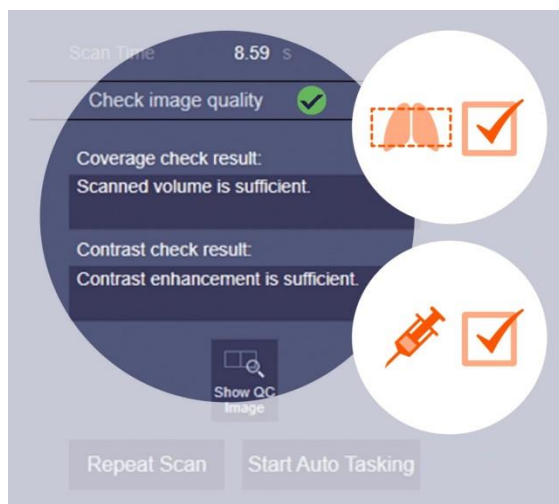 Scan Time 8.59 s
Check image quality
Coverage check result:
Scanned volume is sufficient.
Contrast check result:
Contrast enhancement is sufficient.
Show QC
Image
Repeat Scan Start Auto Tasking